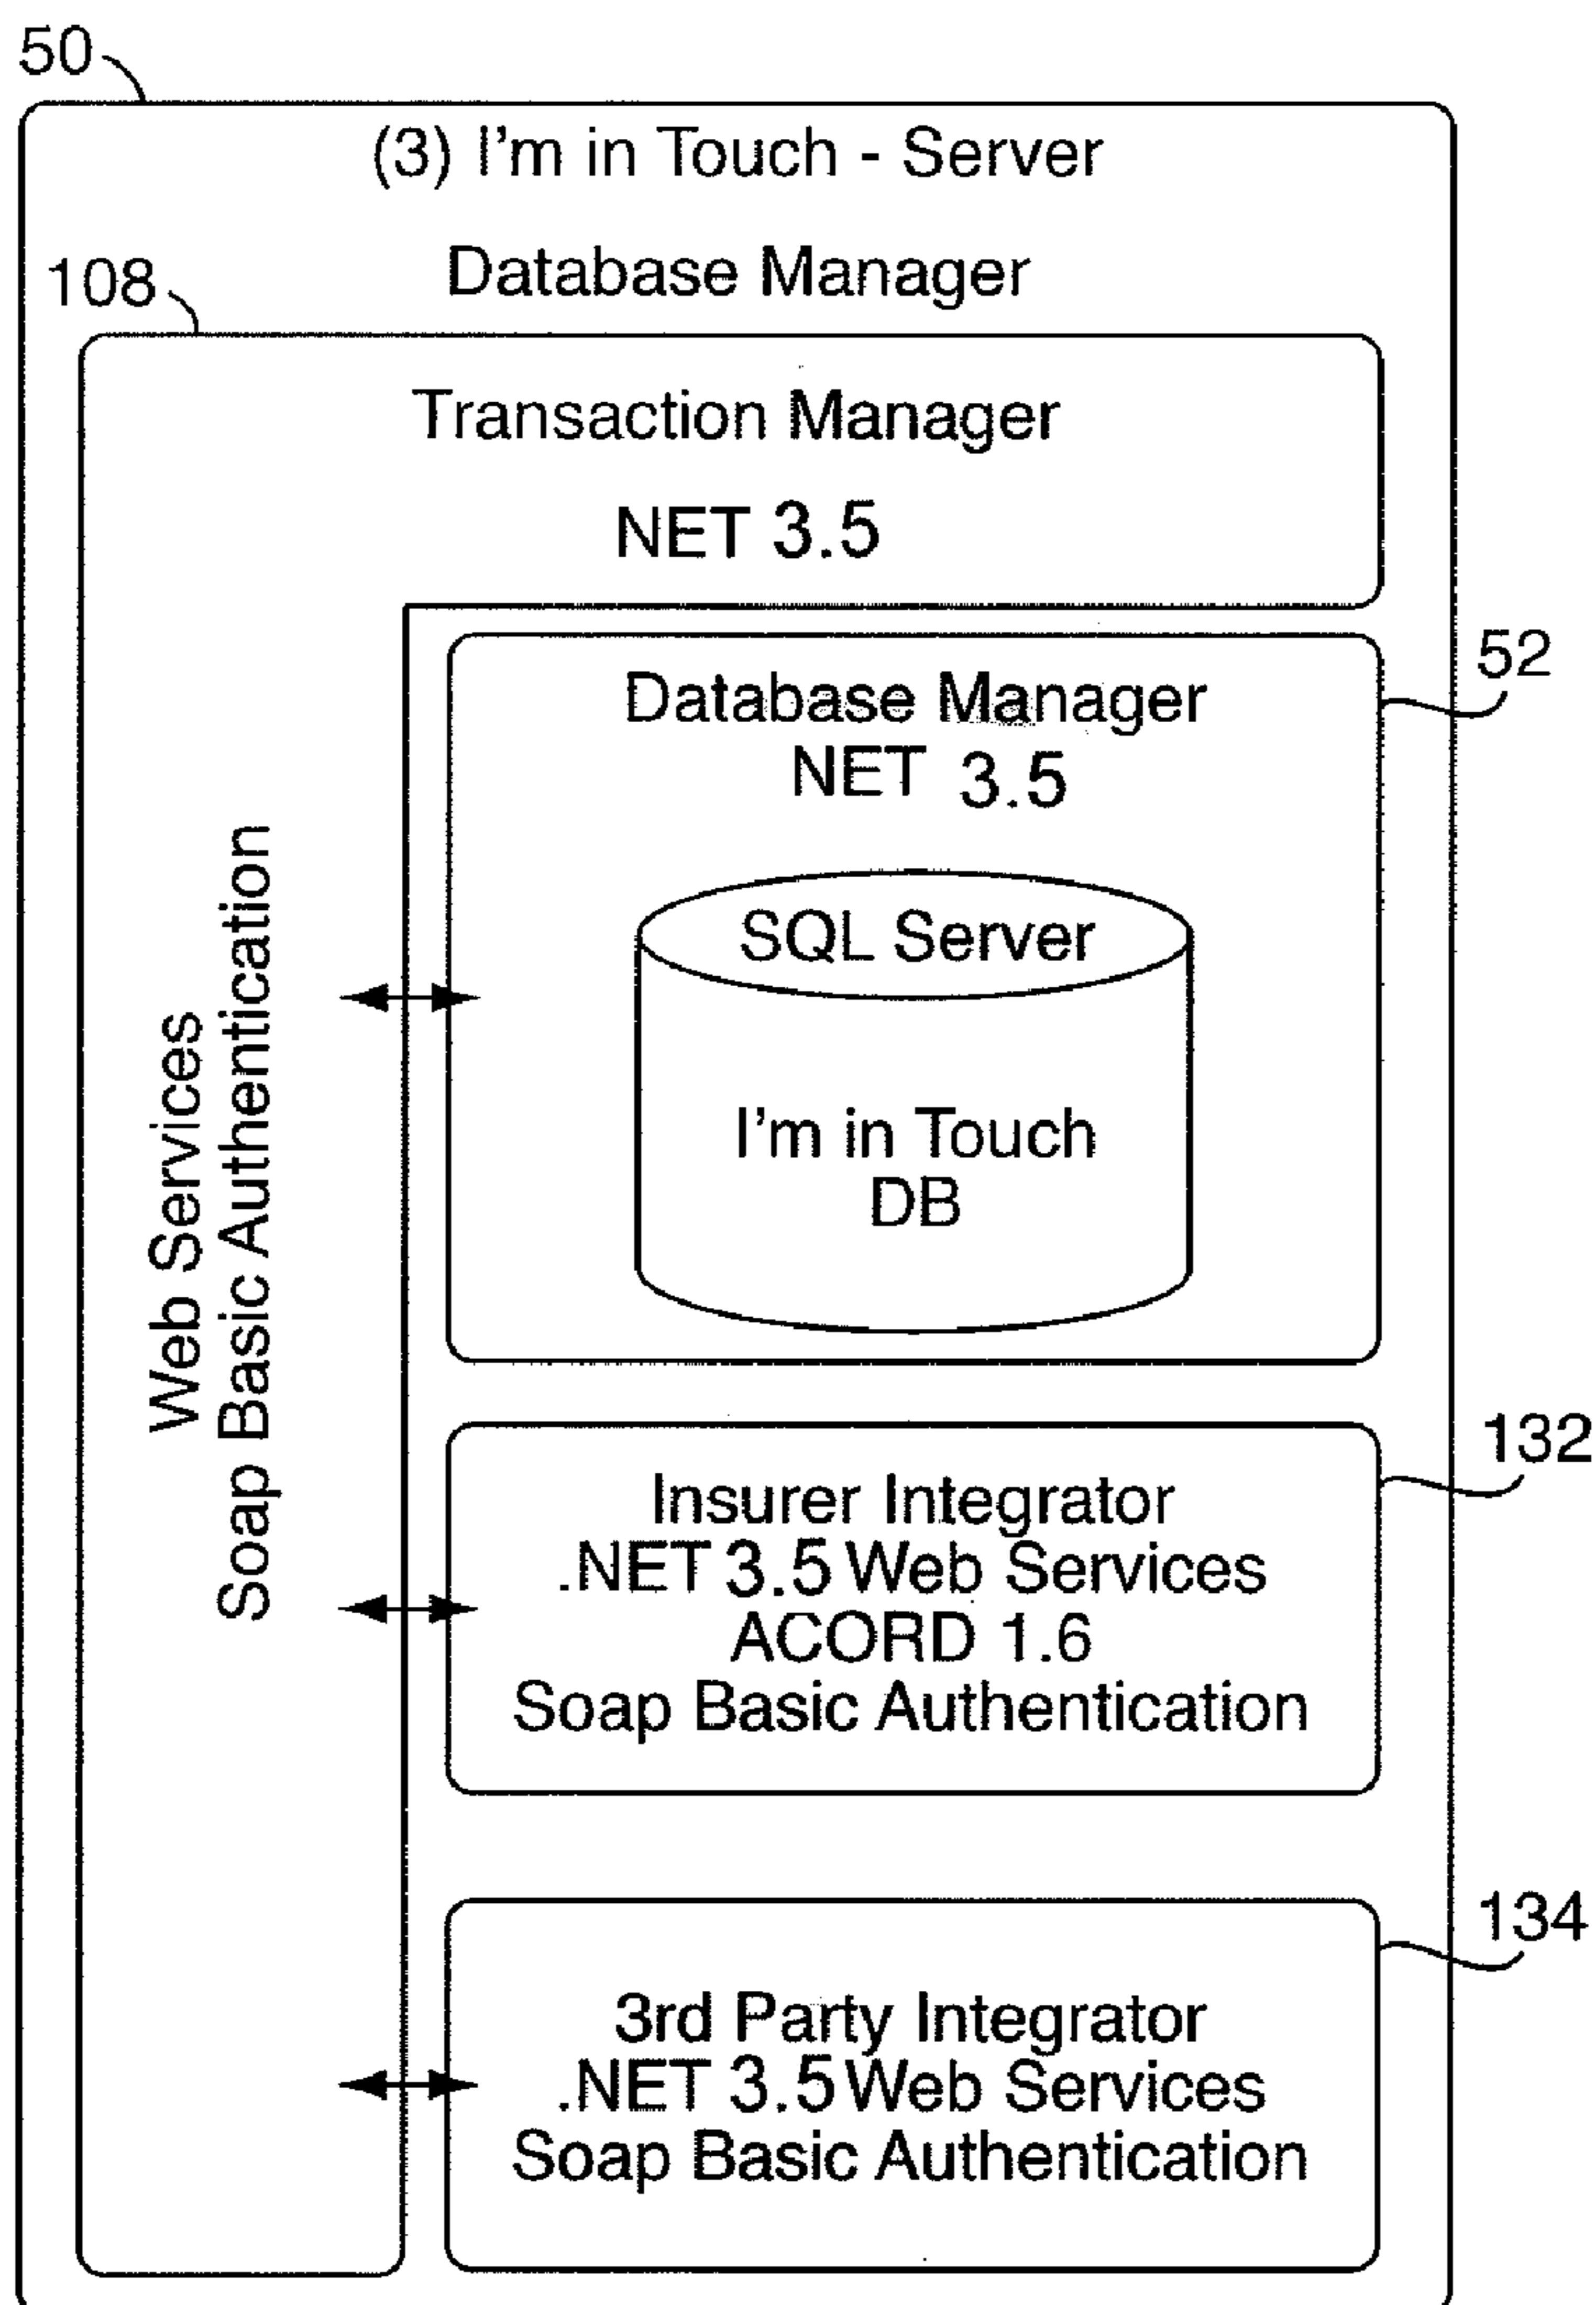 50
(3) I'm in Touch - Server
Database Manager
108
Transaction Manager
NET 3.5
52
Database Manager
NET 3.5
SQL Server
I'm in Touch
DB
Web Services
Soap Basic Authentication
132
Insurer Integrator
.NET 3.5 Web Services
ACORD 1.6
Soap Basic Authentication
134
3rd Party Integrator
.NET 3.5 Web Services
Soap Basic Authentication